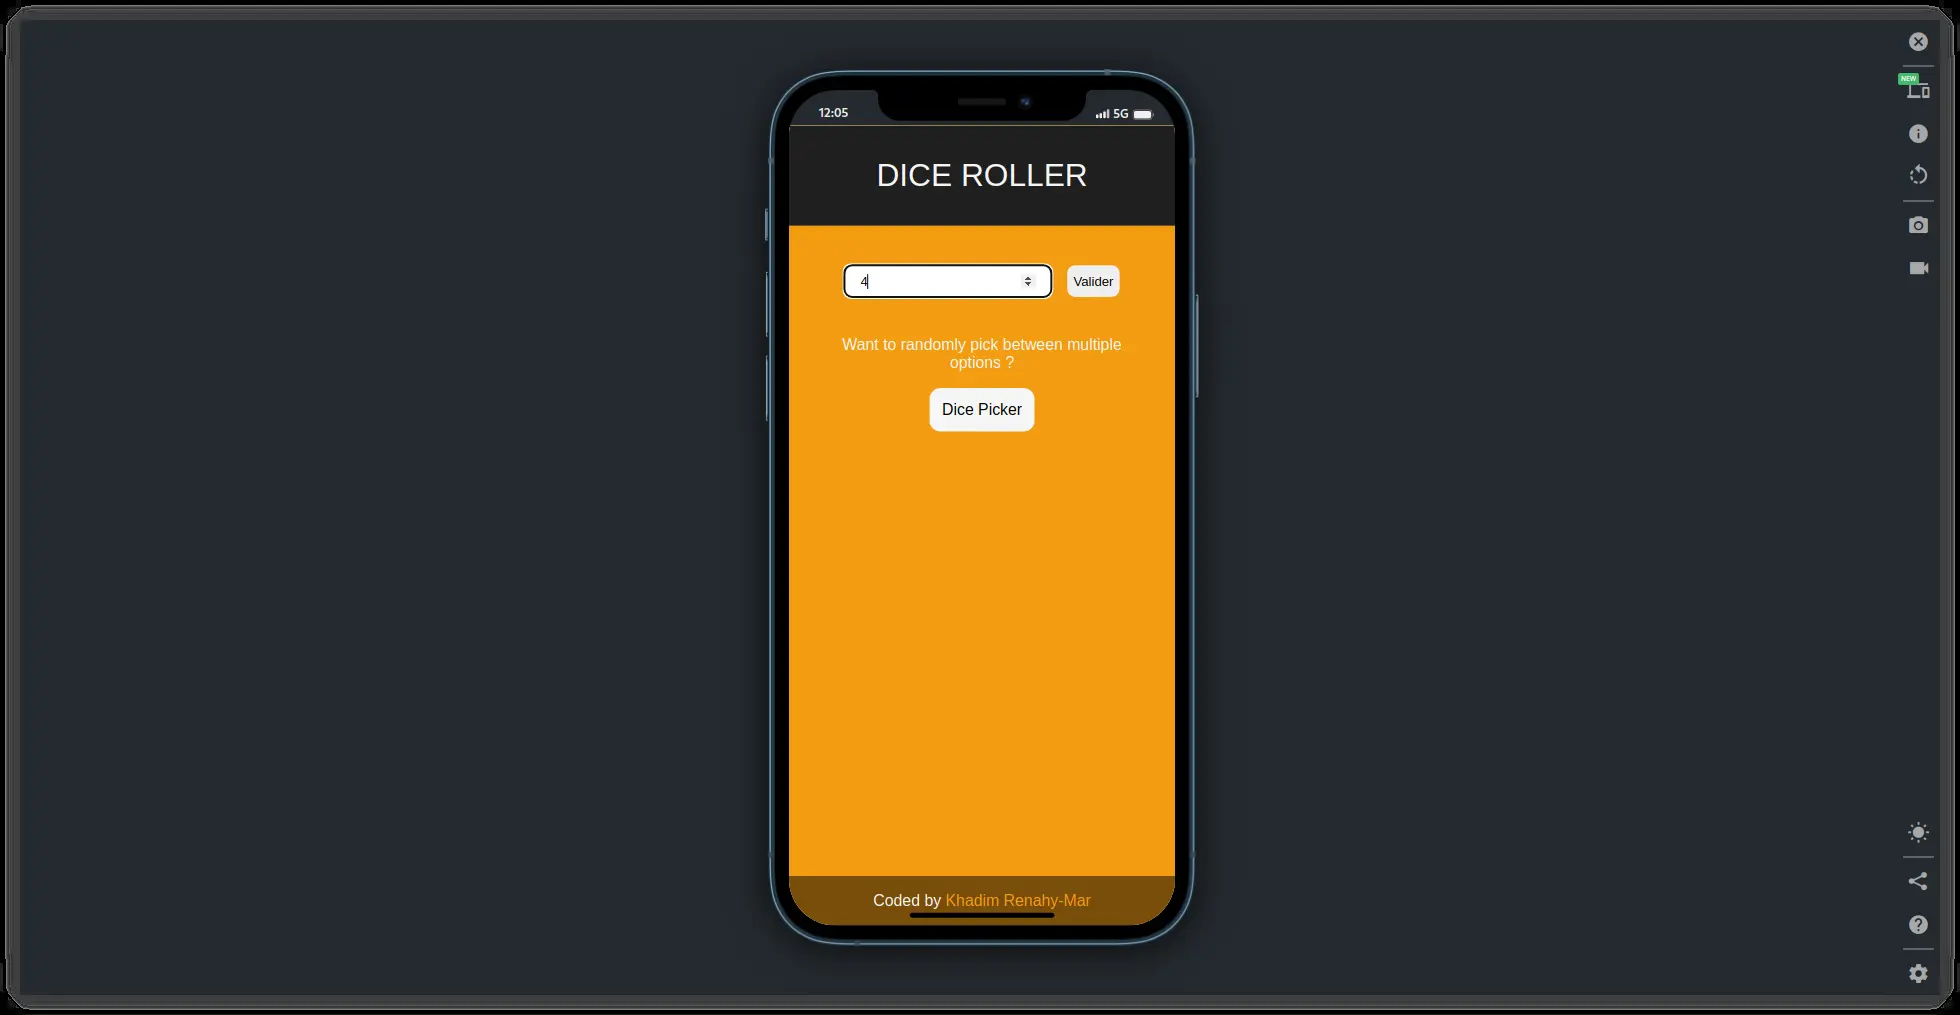 12:05
5G
NEW
DICE ROLLER
4
Valider
Want to randomly pick between multiple
options ?
Dice Picker
Coded by Khadim Renahy-Mar